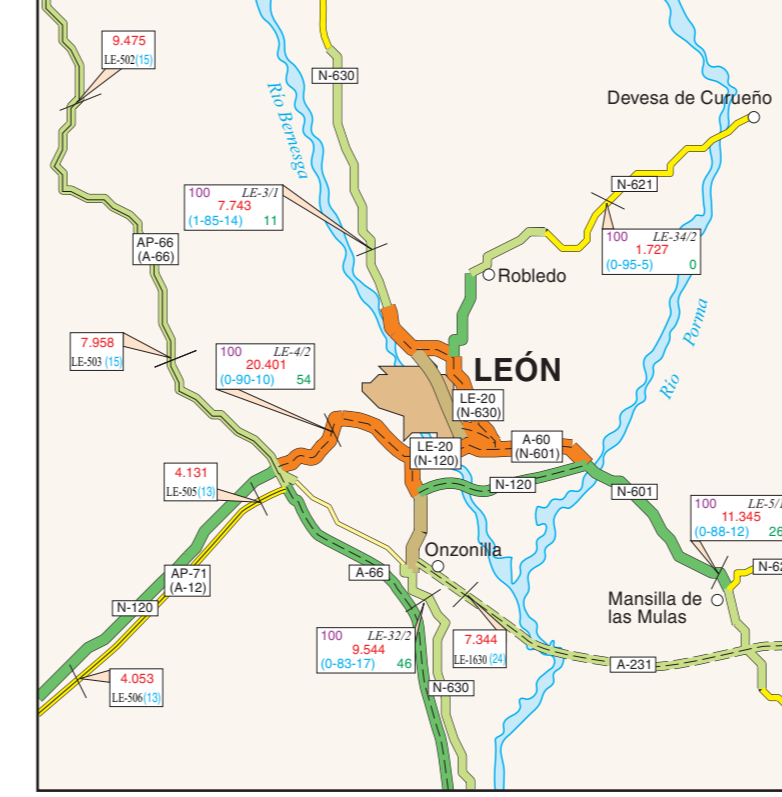 9.475
LE-502(15)
N-630
Río Bernesga
Devesa de Curueño
N-621
100 LE-3/1
7.743
(1-85-14) 11
100 LE-34/2
1.727
(0-95-5) 0
AP-66
(A-66)
Robledo
Río Porma
7.958
LE-503 (15)
100 LE-4/2
20.401
(0-90-10) 54
LEÓN
LE-20
(N-630)
LE-20
(N-120)
A-60
(N-601)
4.131
LE-505(13)
N-120
N-601
100 LE-5/1
11.345
(0-88-12) 26
Onzonilla
A-66
AP-71
(A-12)
N-62
N-120
Mansilla de
las Mulas
100 LE-32/2
9.544
(0-83-17) 46
7.344
LE-1630 (24)
A-231
4.053
LE-506(13)
N-630